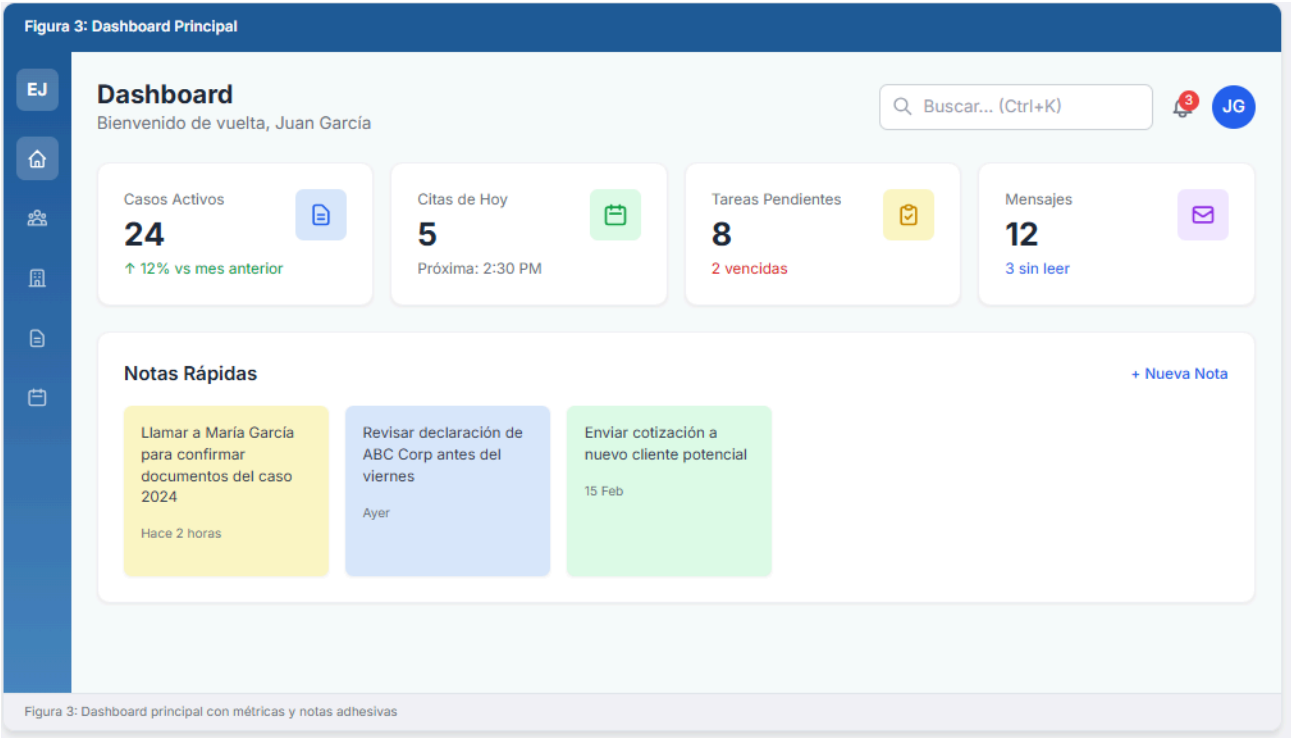 Figura 3: Dashboard Principal
EJ
Dashboard
Bienvenido de vuelta, Juan García
Buscar... (Ctrl+K)
3
JG
Casos Activos
24
↑ 12% vs mes anterior
Citas de Hoy
5
Próxima: 2:30 PM
Tareas Pendientes
8
2 vencidas
Mensajes
12
3 sin leer
Notas Rápidas
+ Nueva Nota
Llamar a María García
para confirmar
documentos del caso
2024
Hace 2 horas
Revisar declaración de
ABC Corp antes del
viernes
Ayer
Enviar cotización a
nuevo cliente potencial
15 Feb
Figura 3: Dashboard principal con métricas y notas adhesivas